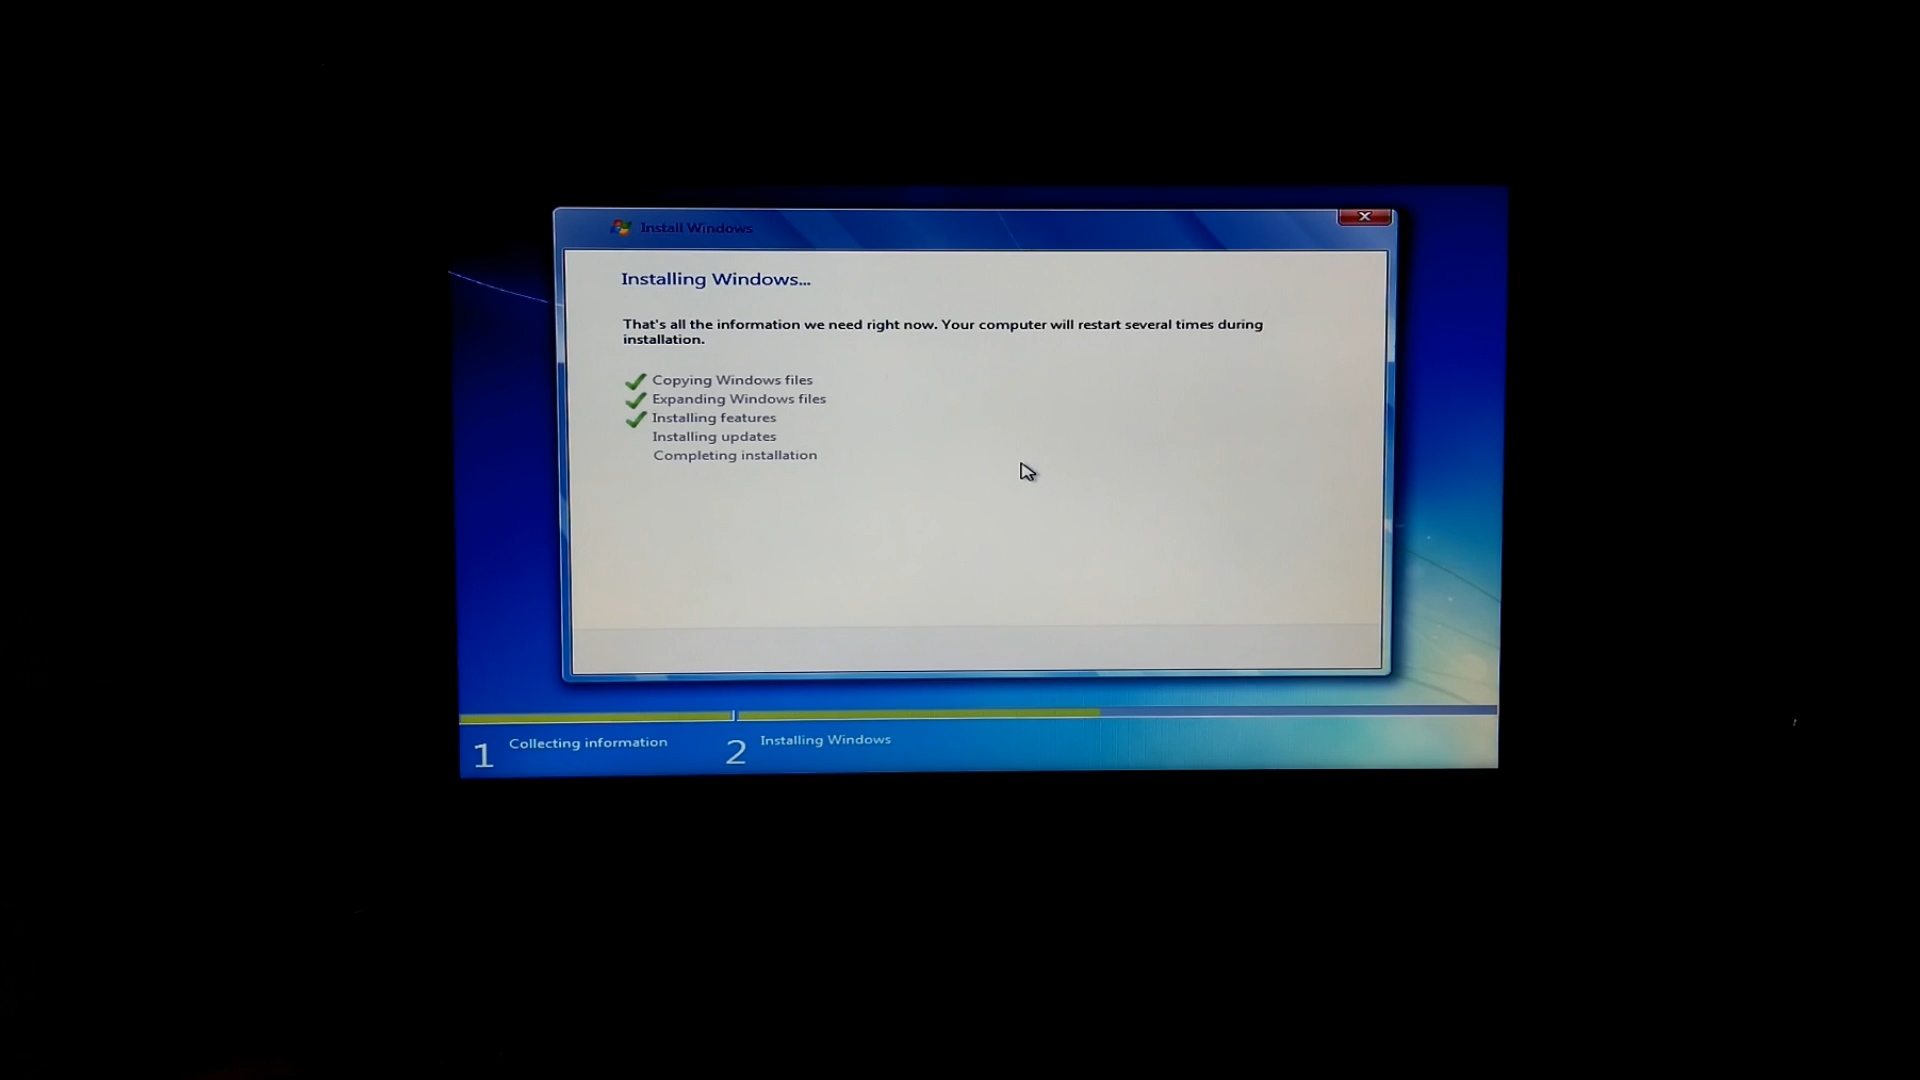 Install Windows
Installing Windows...
That's all the information we need right now. Your computer will restart several times during
installation.
Copying Windows files
Expanding Windows files
Installing features
Installing updates
Completing installation
1 Collecting information
2 Installing Windows